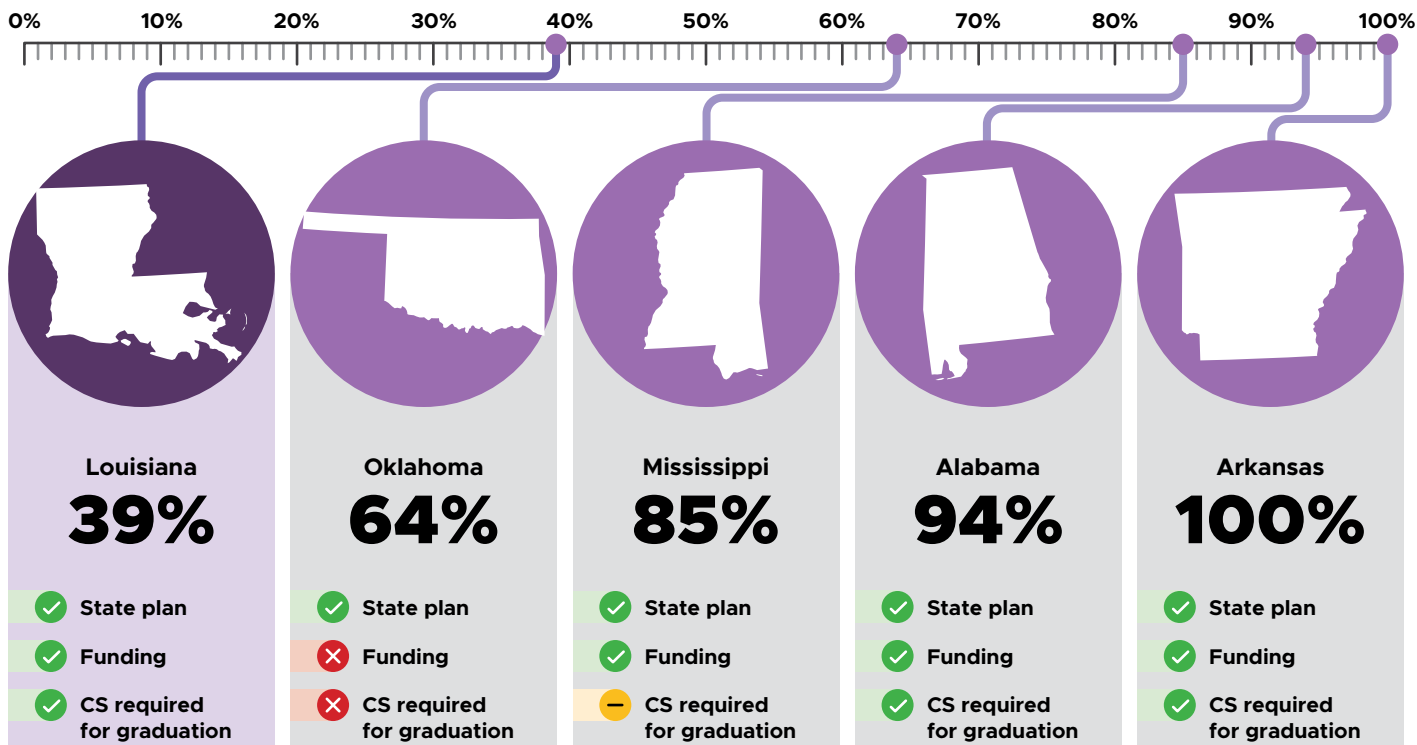 0% 10% 20% 30% 40% 50% 60% 70% 80% 90% 100%
Louisiana
39%
State plan
Funding
CS required
for graduation
Oklahoma
64%
State plan
Funding
CS required
for graduation
Mississippi
85%
State plan
Funding
CS required
for graduation
Alabama
94%
State plan
Funding
CS required
for graduation
Arkansas
100%
State plan
Funding
CS required
for graduation